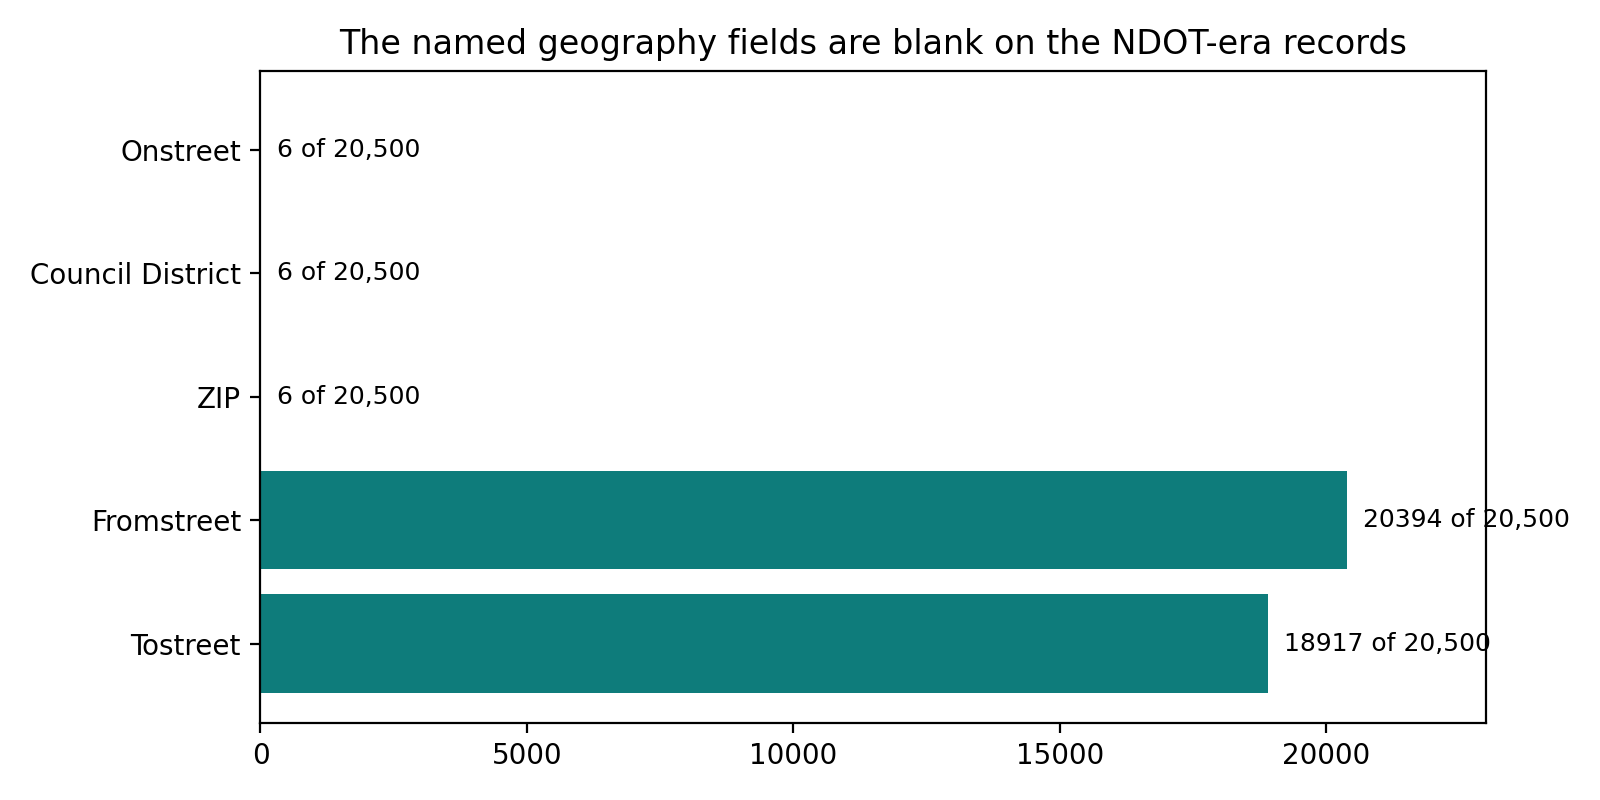 The named geography fields are blank on the NDOT-era records
Onstreet 6 of 20,500
Council District 6 of 20,500
ZIP 6 of 20,500
Fromstreet 20394 of 20,500
Tostreet 18917 of 20,500
0 5000 10000 15000 20000